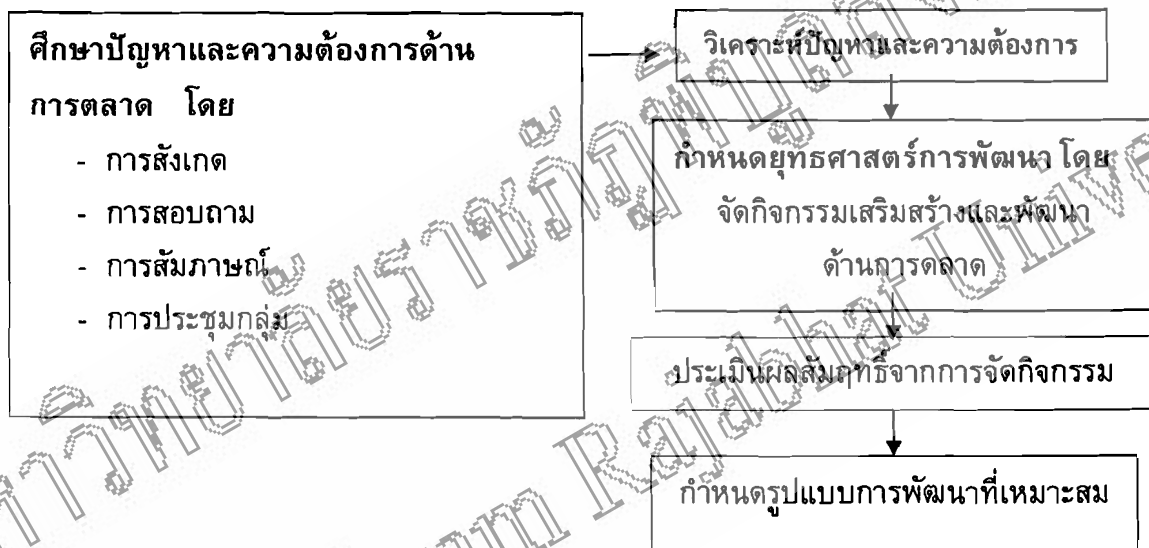 ศึกษาปัญหาและความต้องการด้าน
การตลาด โดย
- การสังเกต
- การสอบถาม
- การสัมภาษณ์
- การประชุมกลุ่ม
วิเคราะห์ปัญหาและความต้องการ
กำหนดยุทธศาสตร์การพัฒนา โดย
จัดกิจกรรมเสริมสร้างและพัฒนา
ด้านการตลาด
ประเมินผลสัมฤทธิ์จากการจัดกิจกรรม
กำหนดรูปแบบการพัฒนาที่เหมาะสม
Rajabhat